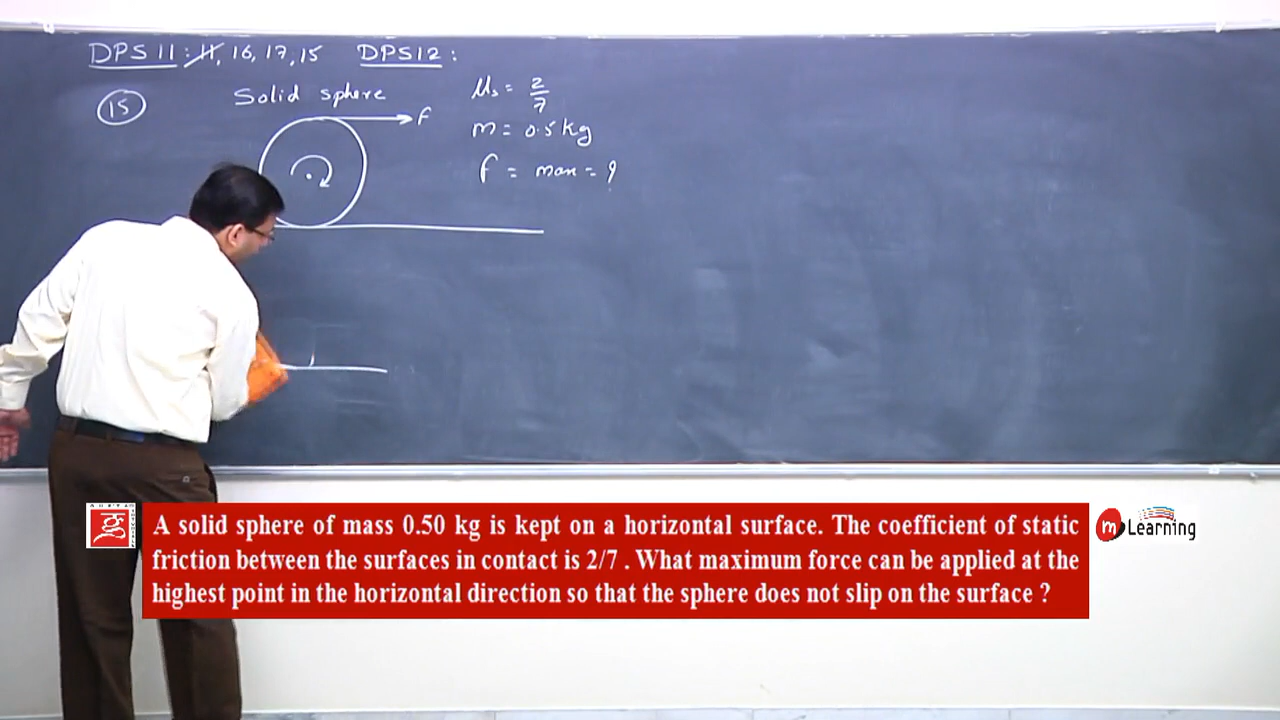 DPS 11 : 11, 16, 17, 15 DPS 12 :
15
Solid sphere
f
μs = 2/7
m = 0.5 kg
f = max = ?
A solid sphere of mass 0.50 kg is kept on a horizontal surface. The coefficient of static
friction between the surfaces in contact is 2/7 . What maximum force can be applied at the
highest point in the horizontal direction so that the sphere does not slip on the surface ?
m Learning